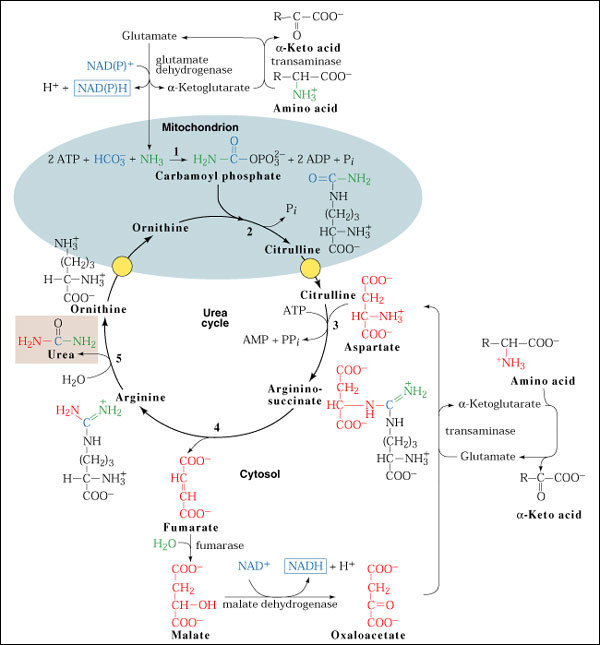 R—C—COO⁻
O
α-Keto acid
Glutamate
transaminase
NAD(P)⁺
glutamate
dehydrogenase
R—CH—COO⁻
NH₃⁺
Amino acid
H⁺ + NAD(P)H
α-Ketoglutarate
Mitochondrion
2 ATP + HCO₃⁻ + NH₃
1
O
H₂N—C—OPO₃²⁻ + 2 ADP + Pi
Carbamoyl phosphate
O=C—NH₂
NH
(CH₂)₃
H—C—NH₃⁺
COO⁻
Pi
2
Ornithine
Citrulline
NH₃⁺
(CH₂)₃
H—C—NH₃⁺
COO⁻
Ornithine
Citrulline
COO⁻
CH₂
HC—NH₃⁺
COO⁻
Aspartate
Urea
cycle
ATP
3
AMP + PPi
O
H₂N—C—NH₂
Urea
5
H₂O
Arginine
Arginino-
succinate
COO⁻
CH₂
HC—N—C—NH₂⁺
H
COO⁻
NH
(CH₂)₃
H—C—NH₃⁺
COO⁻
R—CH—COO⁻
⁺NH₃
Amino acid
α-Ketoglutarate
transaminase
Glutamate
R—C—COO⁻
O
α-Keto acid
H₂N—C=NH₂⁺
NH
(CH₂)₃
H—C—NH₃⁺
COO⁻
4
Cytosol
COO⁻
CH
HC
COO⁻
Fumarate
H₂O
fumarase
COO⁻
CH₂
CH—OH
COO⁻
Malate
NAD⁺
NADH + H⁺
malate dehydrogenase
COO⁻
CH₂
C=O
COO⁻
Oxaloacetate